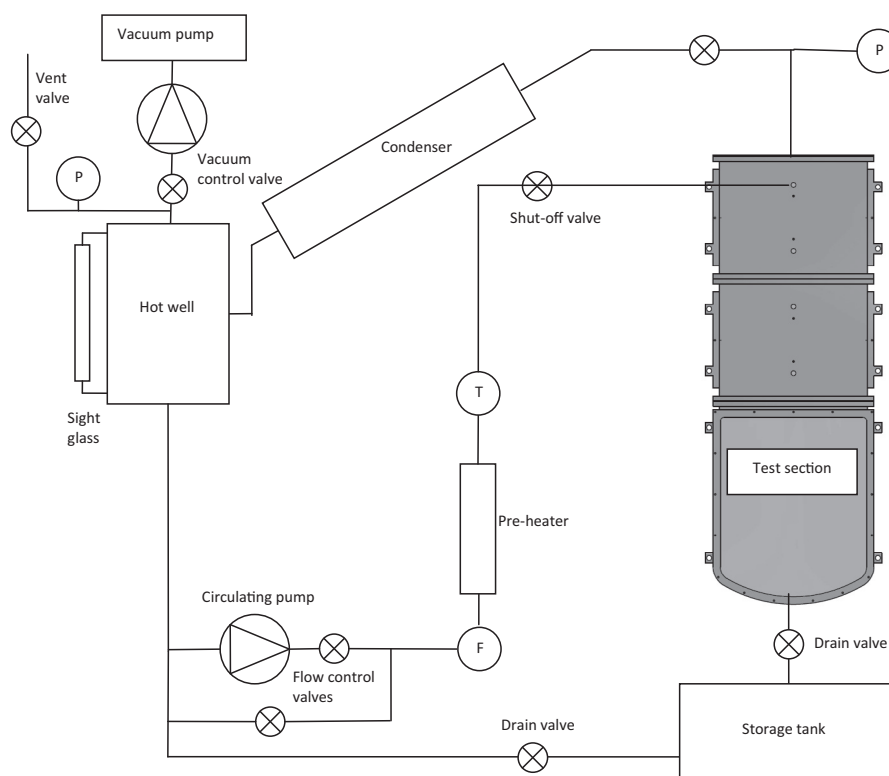 Vacuum pump
Vent
valve
P
P
Vacuum
control valve
Condenser
Shut-off valve
Hot well
T
Sight
glass
Test section
Pre-heater
Circulating pump
F
Flow control
valves
Drain valve
Drain valve
Storage tank